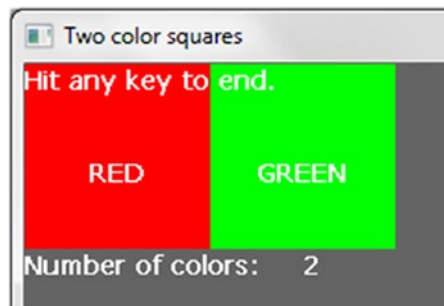 Two color squares
Hit any key to end.
RED GREEN
Number of colors: 2